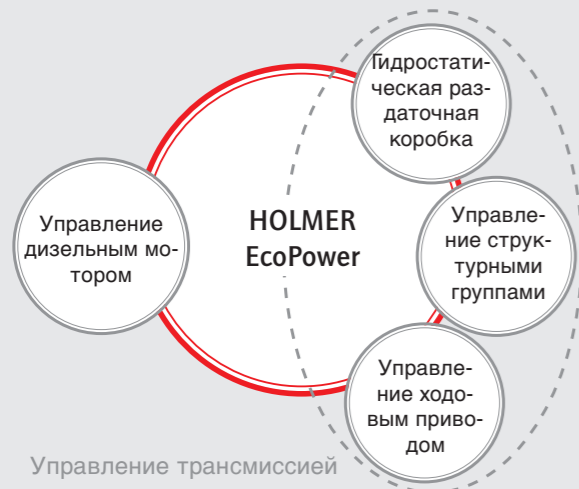 Гидростати-
ческая раз-
даточная
коробка
HOLMER
EcoPower
Управление
дизельным мо-
тором
Управле-
ние струк-
турными
группами
Управле-
ние ходо-
вым приво-
дом
Управление трансмиссией